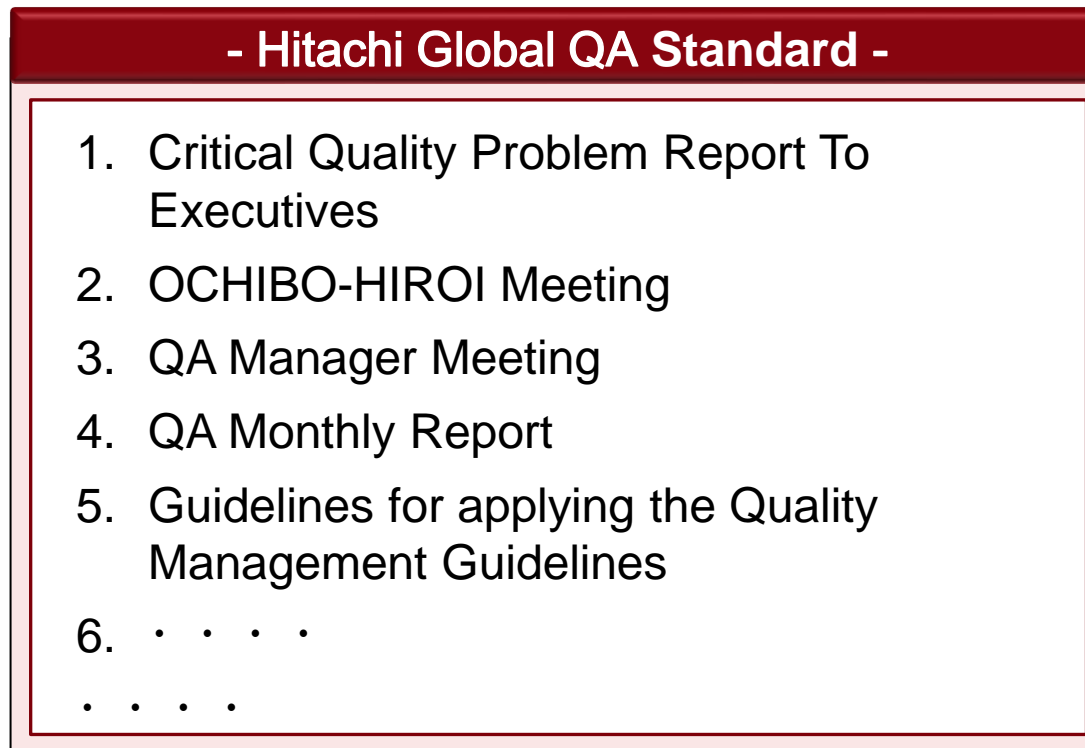 - Hitachi Global QA Standard -
1. Critical Quality Problem Report To
Executives
2. OCHIBO-HIROI Meeting
3. QA Manager Meeting
4. QA Monthly Report
5. Guidelines for applying the Quality
Management Guidelines
6. ・・・・
・・・・